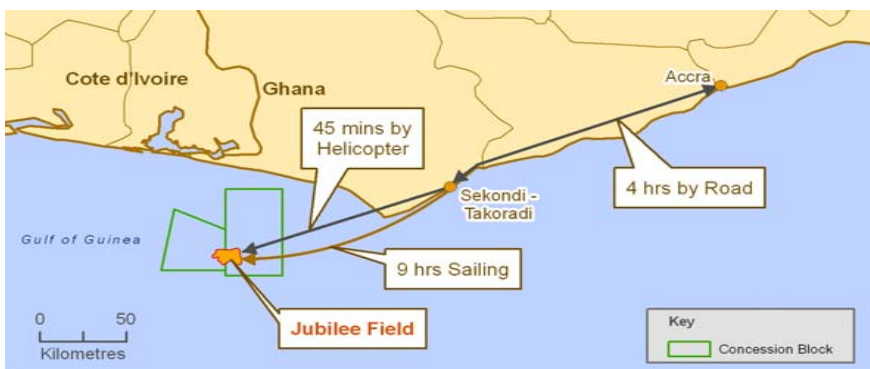 Cote d'Ivoire
Ghana
Accra
45 mins by
Helicopter
4 hrs by Road
Sekondi -
Takoradi
Gulf of Guinea
9 hrs Sailing
0 50
Kilometres
Jubilee Field
Key
Concession Block